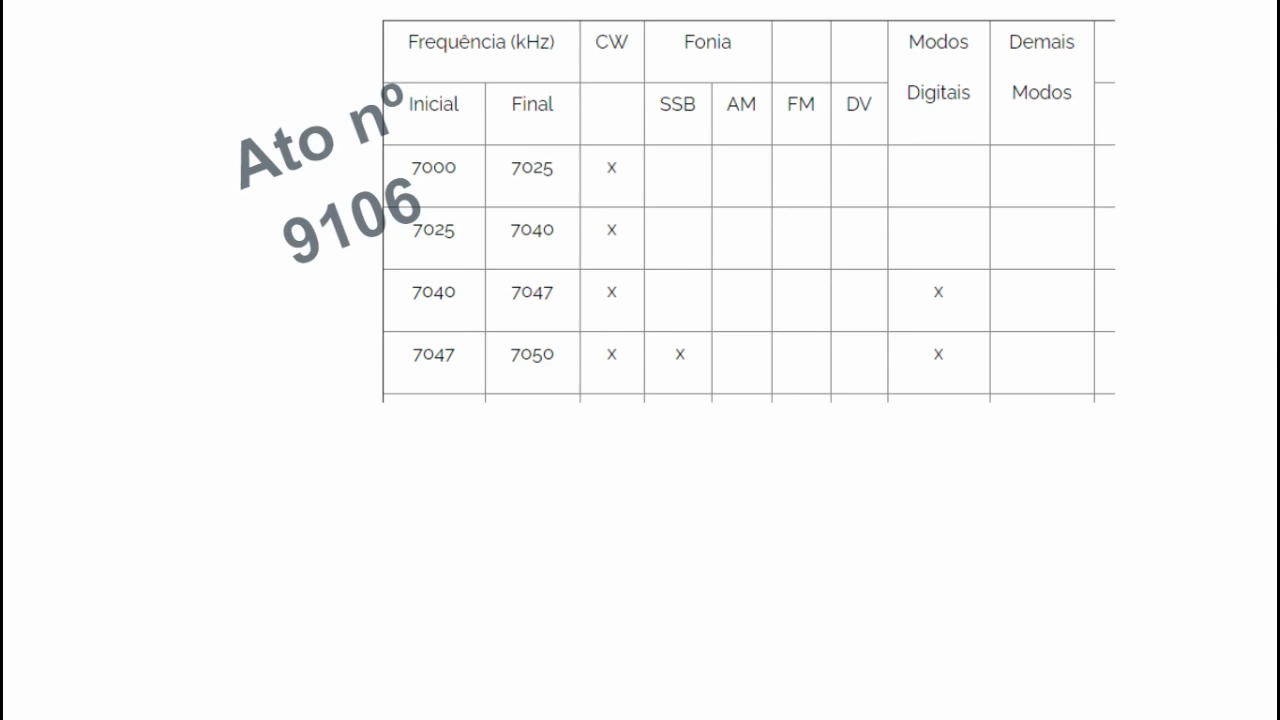 Ato nº
9106
Frequência (kHz) CW Fonia Modos Digitais Demais Modos
Inicial Final SSB AM FM DV
7000 7025 x
7025 7040 x
7040 7047 x x
7047 7050 x x x